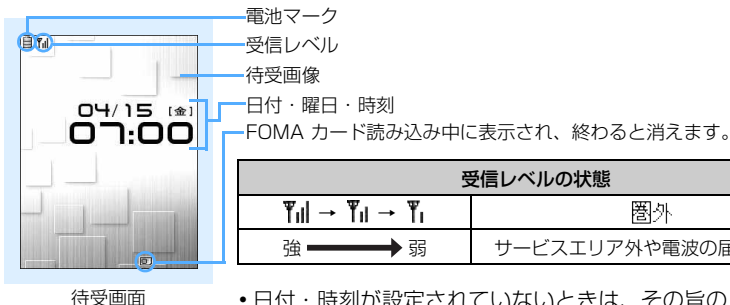 電池マーク
受信レベル
待受画像
04/15 [金]
日付・曜日・時刻
07:00
FOMA カード読み込み中に表示され、終わると消えます。
受信レベルの状態
圏外
強 弱 サービスエリア外や電波の届
待受画面
・日付・時刻が設定されていないときは、その旨の